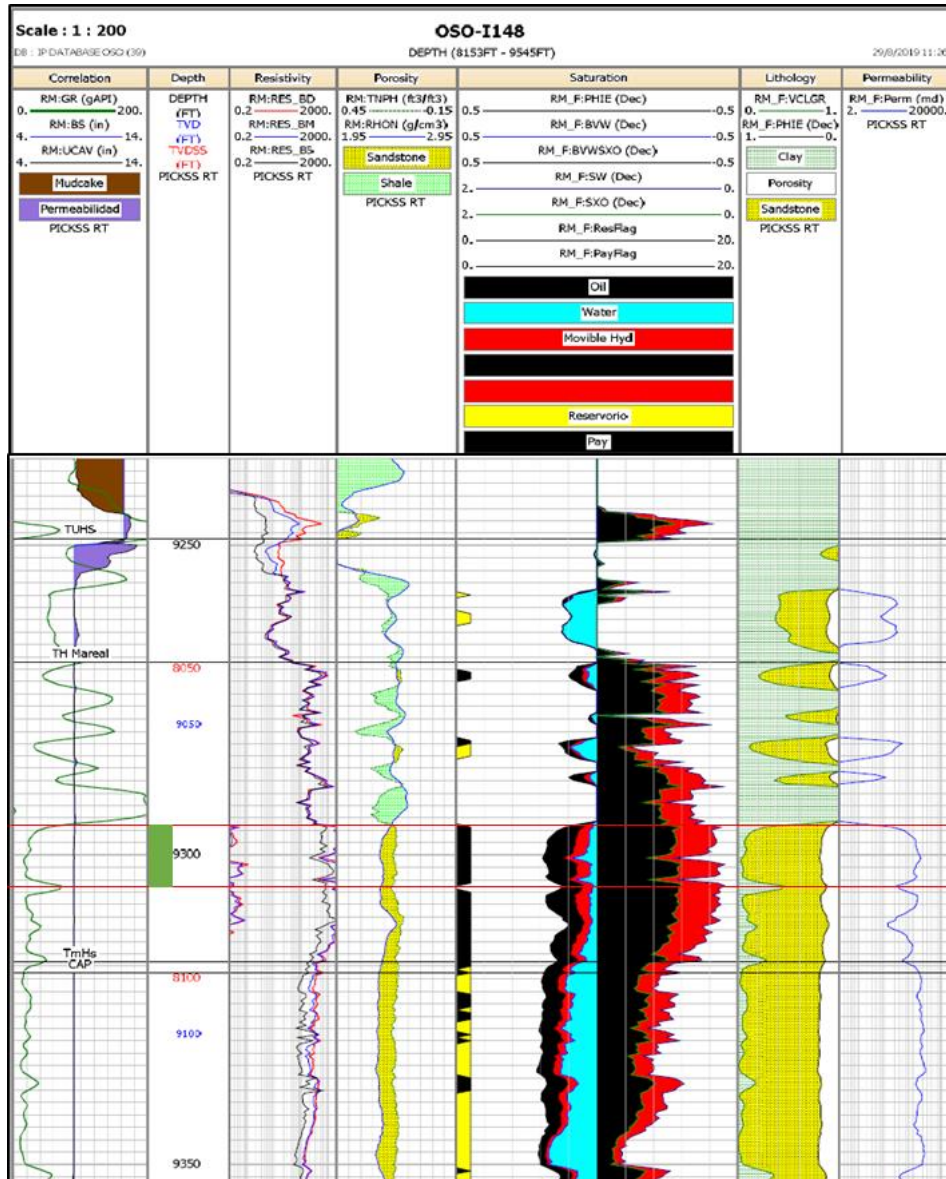 Scale : 1 : 200
OSO-I148
DB : IP DATABASE OSO (39)
DEPTH (8153FT - 9545FT)
29/8/2019 11:26
Correlation
Depth
Resistivity
Porosity
Saturation
Lithology
Permeability
RM:GR (gAPI)
0. 200.
RM:BS (in)
4. 14.
RM:UCAV (in)
4. 14.
Mudcake
Permeabilidad
PICKSS RT
DEPTH
(FT)
TVD
(FT)
TVDSS
(FT)
PICKSS RT
RM:RES_BD
0.2 2000.
RM:RES_BM
0.2 2000.
RM:RES_BS
0.2 2000.
PICKSS RT
RM:TNPH (ft3/ft3)
0.45 -0.15
RM:RHON (g/cm3)
1.95 2.95
Sandstone
Shale
PICKSS RT
RM_F:PHIE (Dec)
0.5 -0.5
RM_F:BVW (Dec)
0.5 -0.5
RM_F:BVWSXO (Dec)
0.5 -0.5
RM_F:SW (Dec)
2. 0.
RM_F:SXO (Dec)
2. 0.
RM_F:ResFlag
0. 20.
RM_F:PayFlag
0. 20.
Oil
Water
Movible Hyd
Reservorio
Pay
RM_F:VCLGR
0. 1.
RM_F:PHIE (Dec)
1. 0.
Clay
Porosity
Sandstone
PICKSS RT
RM_F:Perm (md)
2. 20000.
PICKSS RT
TUHS
9250
TH Mareal
8050
9050
9300
TmHs
CAP
8100
9100
9350